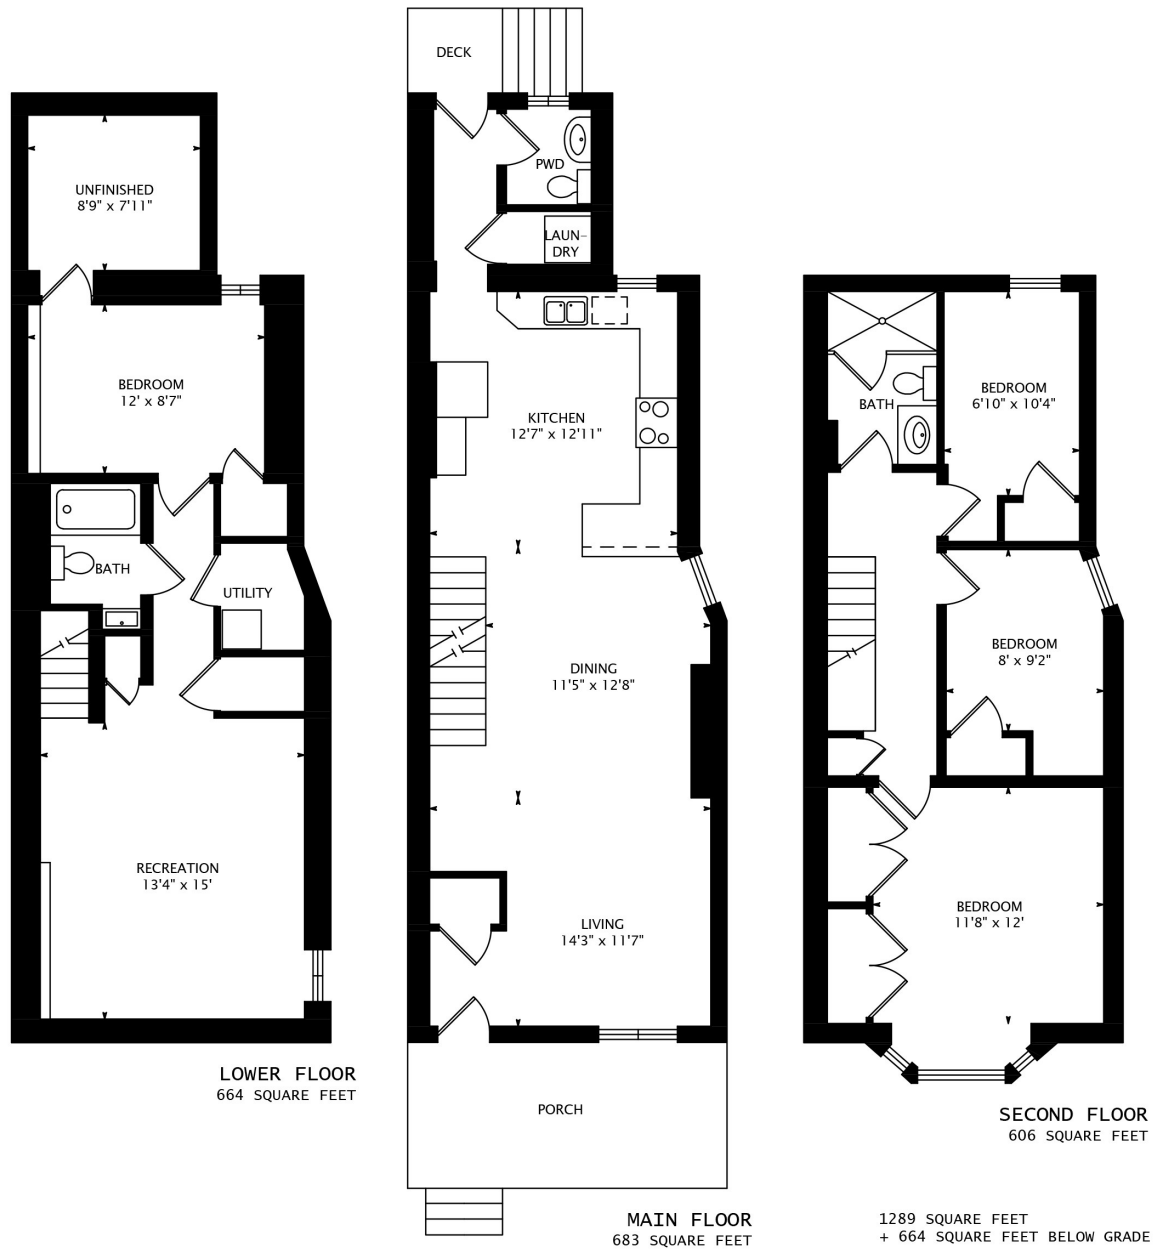 UNFINISHED
8'9" x 7'11"
BEDROOM
12' x 8'7"
BATH
UTILITY
RECREATION
13'4" x 15'
LOWER FLOOR
664 SQUARE FEET
DECK
PWD
LAUN-
DRY
KITCHEN
12'7" x 12'11"
DINING
11'5" x 12'8"
LIVING
14'3" x 11'7"
PORCH
MAIN FLOOR
683 SQUARE FEET
BATH
BEDROOM
6'10" x 10'4"
BEDROOM
8' x 9'2"
BEDROOM
11'8" x 12'
SECOND FLOOR
606 SQUARE FEET
1289 SQUARE FEET
+ 664 SQUARE FEET BELOW GRADE